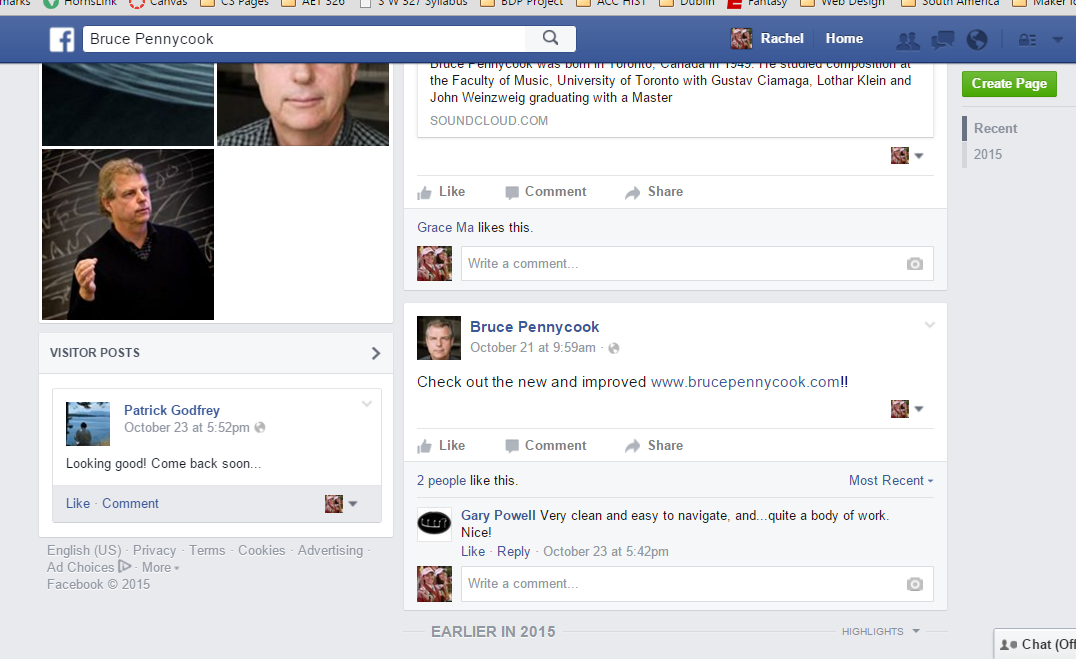 marks HornsLink Canvas CS Pages AET 326 S W 327 Syllabus BDP Project ACC HIST Dublin Fantasy Web Design South America Maker
f Bruce Pennycook Rachel Home
Bruce Pennycook was born in Toronto, Canada in 1949. He studied composition at
the Faculty of Music, University of Toronto with Gustav Ciamaga, Lothar Klein and
John Weinzweig graduating with a Master
SOUNDCLOUD.COM
Create Page
Recent
2015
Like Comment Share
Grace Ma likes this.
Write a comment...
Bruce Pennycook
October 21 at 9:59am ·
Check out the new and improved www.brucepennycook.com!!
Like Comment Share
2 people like this. Most Recent
Gary Powell Very clean and easy to navigate, and...quite a body of work.
Nice!
Like · Reply · October 23 at 5:42pm
Write a comment...
EARLIER IN 2015 HIGHLIGHTS
VISITOR POSTS
Patrick Godfrey
October 23 at 5:52pm
Looking good! Come back soon...
Like · Comment
English (US) · Privacy · Terms · Cookies · Advertising ·
Ad Choices · More
Facebook © 2015
Chat (Off